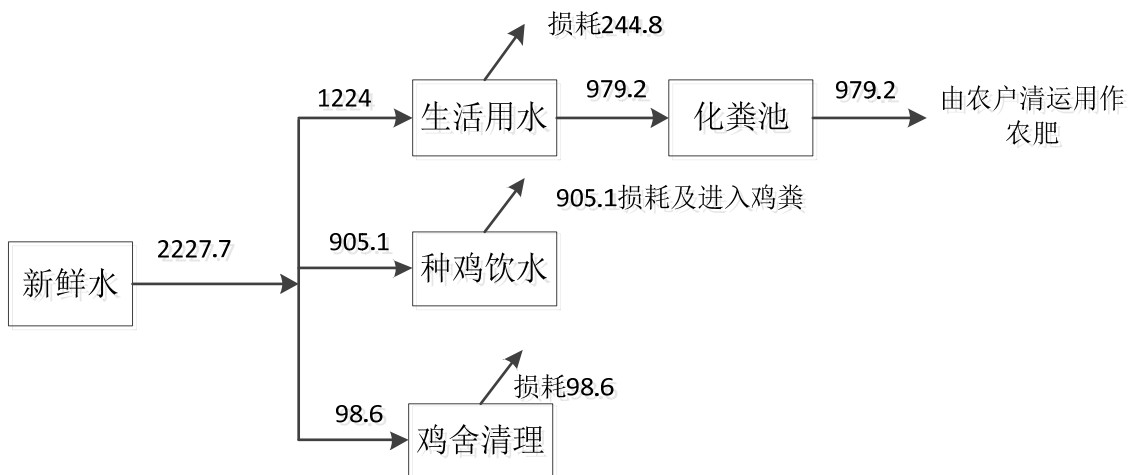 损耗244.8
1224
生活用水
979.2
化粪池
979.2
由农户清运用作
农肥
905.1损耗及进入鸡粪
新鲜水
2227.7
905.1
种鸡饮水
损耗98.6
98.6
鸡舍清理